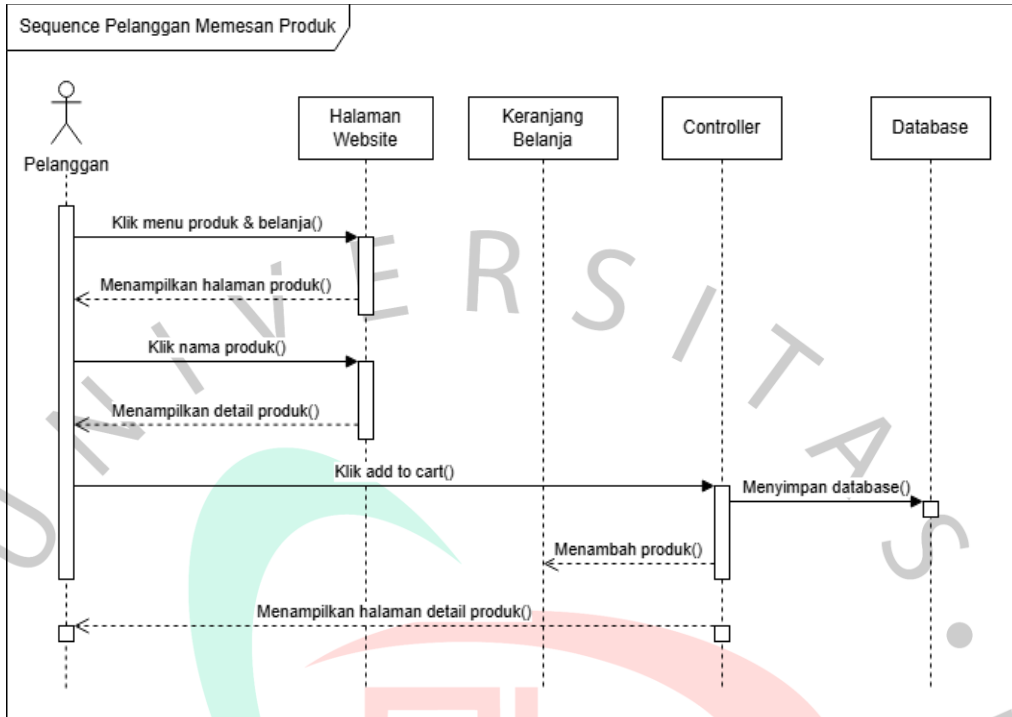 Sequence Pelanggan Memesan Produk
Pelanggan
Halaman
Website
Keranjang
Belanja
Controller
Database
Klik menu produk & belanja()
Menampilkan halaman produk()
Klik nama produk()
Menampilkan detail produk()
Klik add to cart()
Menyimpan database()
Menambah produk()
Menampilkan halaman detail produk()
UNIVERSITAS